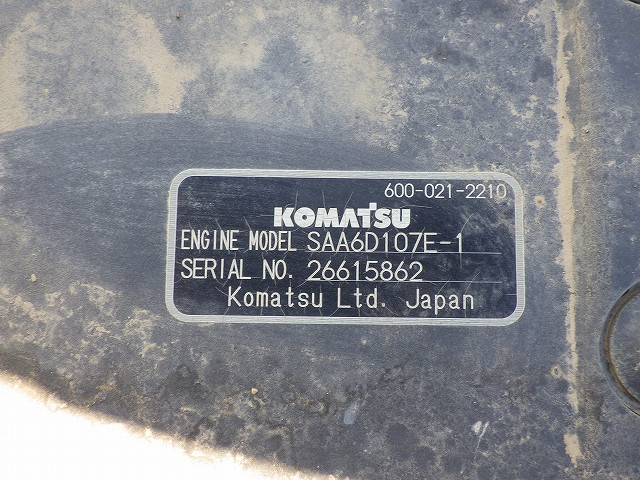 600-021-2210
KOMATSU
ENGINE MODEL SAA6D107E-1
SERIAL NO. 26615862
Komatsu Ltd. Japan